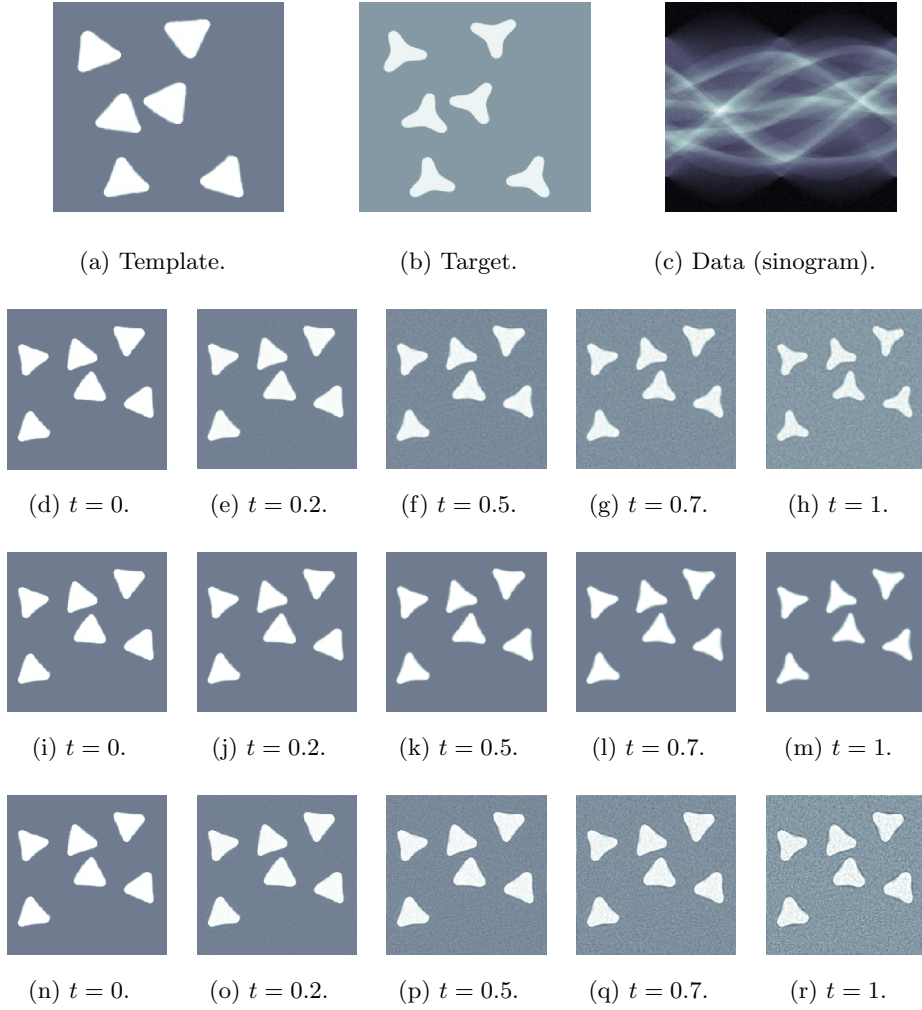 (a) Template. (b) Target. (c) Data (sinogram).
(d) t = 0. (e) t = 0.2. (f) t = 0.5. (g) t = 0.7. (h) t = 1.
(i) t = 0. (j) t = 0.2. (k) t = 0.5. (l) t = 0.7. (m) t = 1.
(n) t = 0. (o) t = 0.2. (p) t = 0.5. (q) t = 0.7. (r) t = 1.